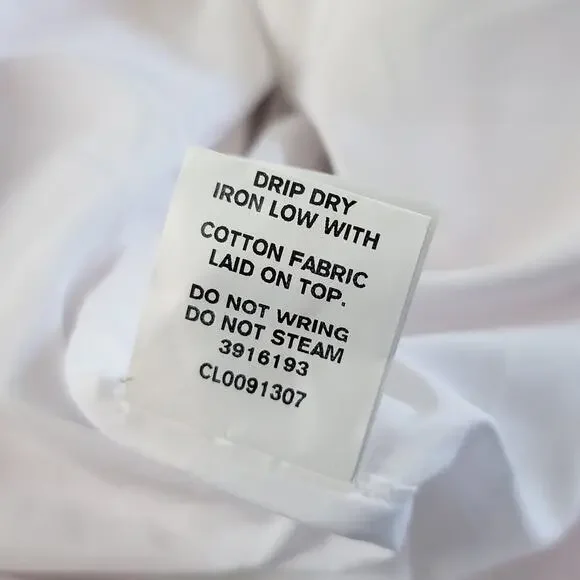 DRIP DRY
IRON LOW WITH
COTTON FABRIC
LAID ON TOP.
DO NOT WRING
DO NOT STEAM
3916193
CL0091307